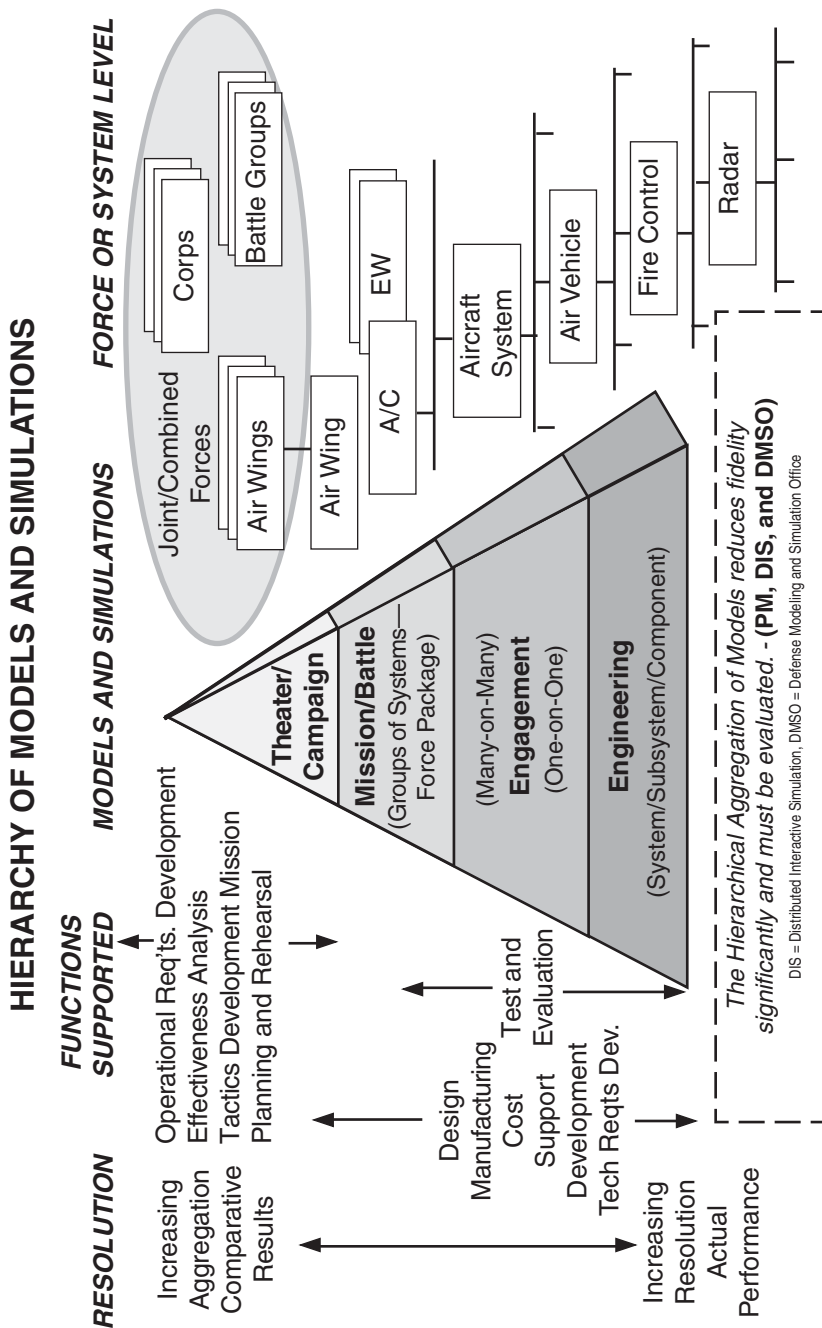 HIERARCHY OF MODELS AND SIMULATIONS
RESOLUTION
FUNCTIONS
SUPPORTED
MODELS AND SIMULATIONS
FORCE OR SYSTEM LEVEL
Increasing
Aggregation
Comparative
Results
Increasing
Resolution
Actual
Performance
Operational Req'ts. Development
Effectiveness Analysis
Tactics Development Mission
Planning and Rehearsal
Design
Manufacturing
Cost
Support
Development
Tech Reqts Dev.
Test and
Evaluation
Theater/
Campaign
Mission/Battle
(Groups of Systems—
Force Package)
(Many-on-Many)
Engagement
(One-on-One)
Engineering
(System/Subsystem/Component)
Joint/Combined
Forces
Corps
Battle Groups
Air Wings
Air Wing
A/C
EW
Aircraft
System
Air Vehicle
Fire Control
Radar
The Hierarchical Aggregation of Models reduces fidelity
significantly and must be evaluated. - (PM, DIS, and DMSO)
DIS = Distributed Interactive Simulation, DMSO = Defense Modeling and Simulation Office